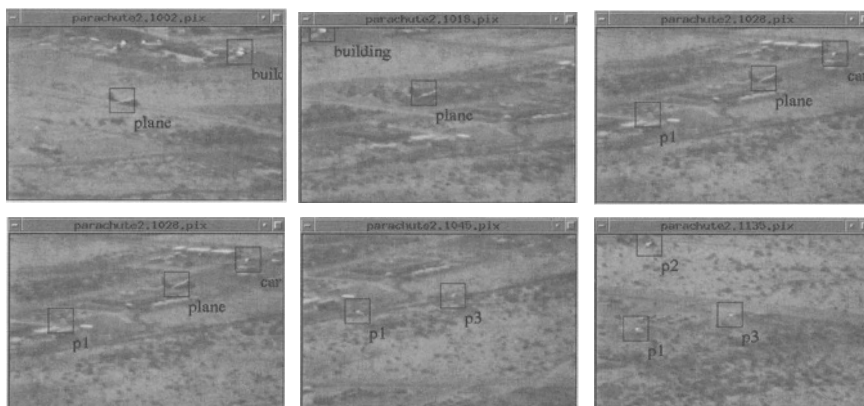 parachute2.1002.pix
buil
plane
parachute2.1018.pix
building
plane
parachute2.1028.pix
car
plane
p1
parachute2.1028.pix
car
plane
p1
parachute2.1045.pix
p1
p3
parachute2.1135.pix
p2
p1
p3